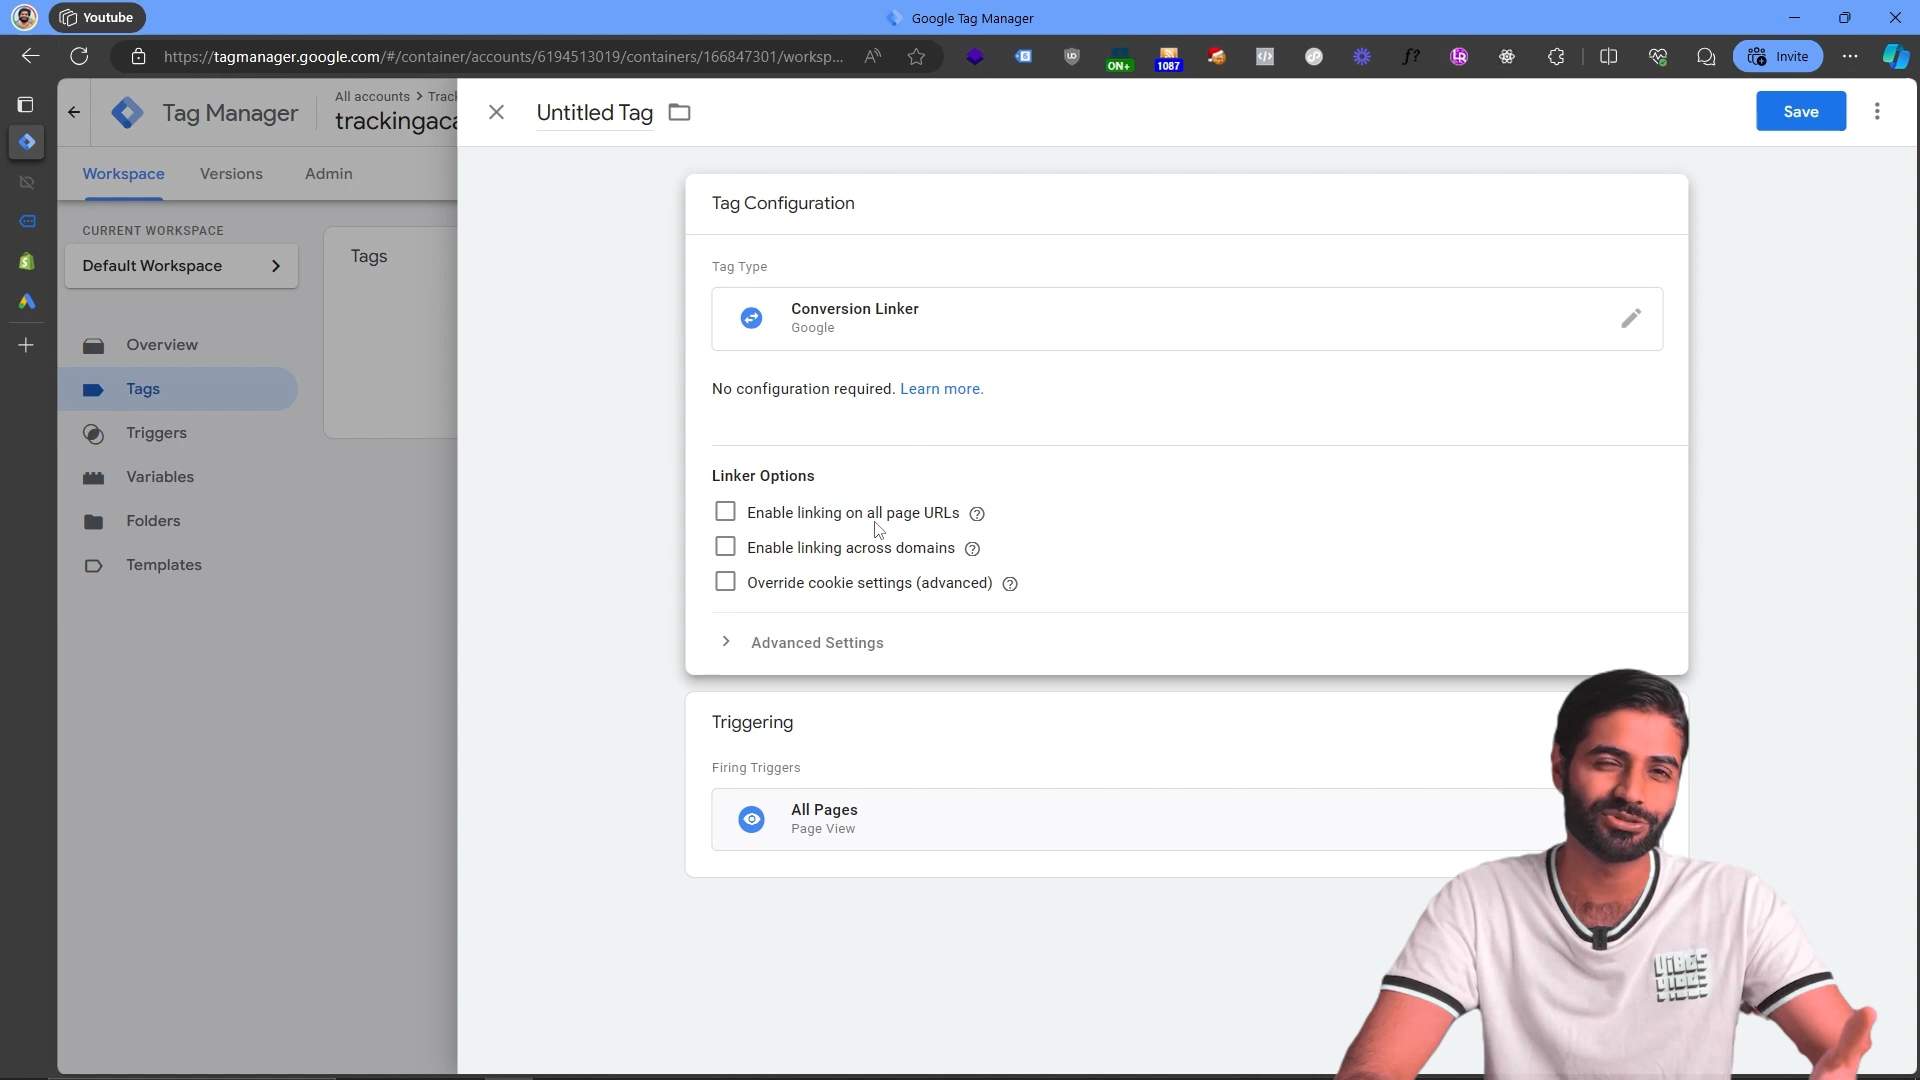 Youtube
Google Tag Manager
https://tagmanager.google.com/#/container/accounts/6194513019/containers/166847301/worksp...
ON+
1087
Invite
Tag Manager
All accounts > Track
trackingaca
Untitled Tag
Save
Workspace
Versions
Admin
CURRENT WORKSPACE
Default Workspace
Tags
Overview
Tags
Triggers
Variables
Folders
Templates
Tag Configuration
Tag Type
Conversion Linker
Google
No configuration required. Learn more.
Linker Options
Enable linking on all page URLs
Enable linking across domains
Override cookie settings (advanced)
Advanced Settings
Triggering
Firing Triggers
All Pages
Page View
VIBES